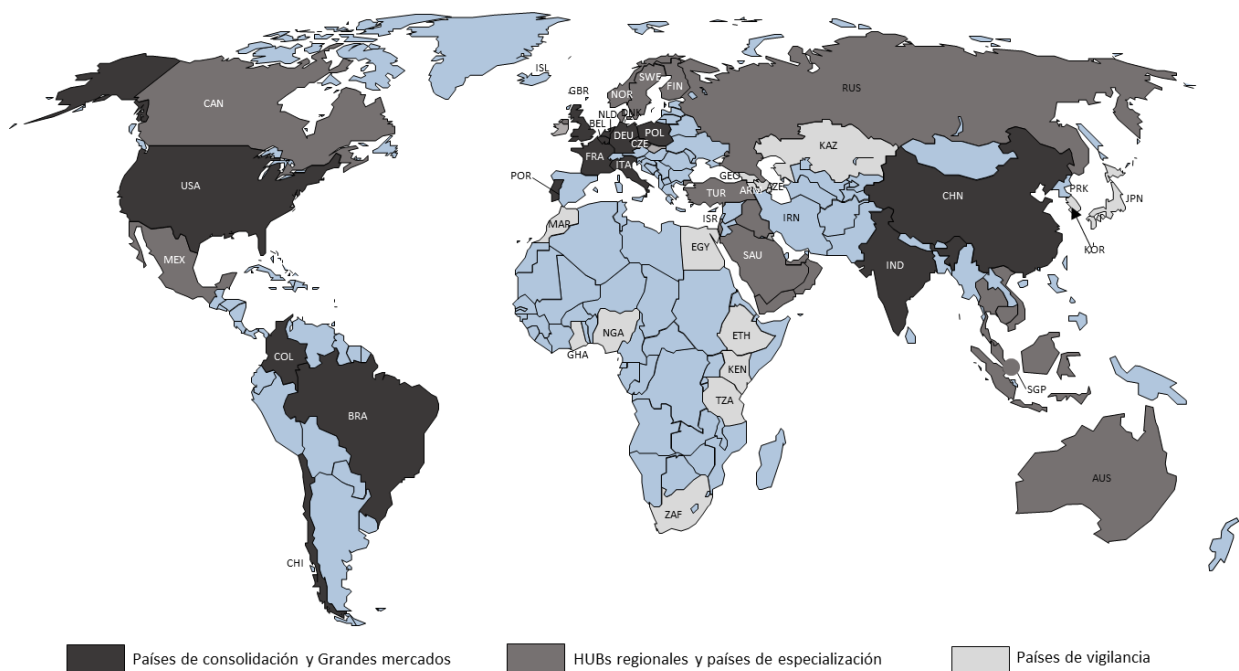 ISL
GBR
SWE
NOR
FIN
RUS
CAN
NLD
DNK
BEL
DEU
POL
CZE
KAZ
FRA
ITA
GEO
USA
POR
TUR
ARM
AZE
PRK
JPN
CHN
ISR
IRN
MAR
EGY
KOR
MEX
SAU
IND
NGA
ETH
GHA
COL
KEN
SGP
TZA
BRA
AUS
ZAF
CHI
Países de consolidación y Grandes mercados
HUBs regionales y países de especialización
Países de vigilancia